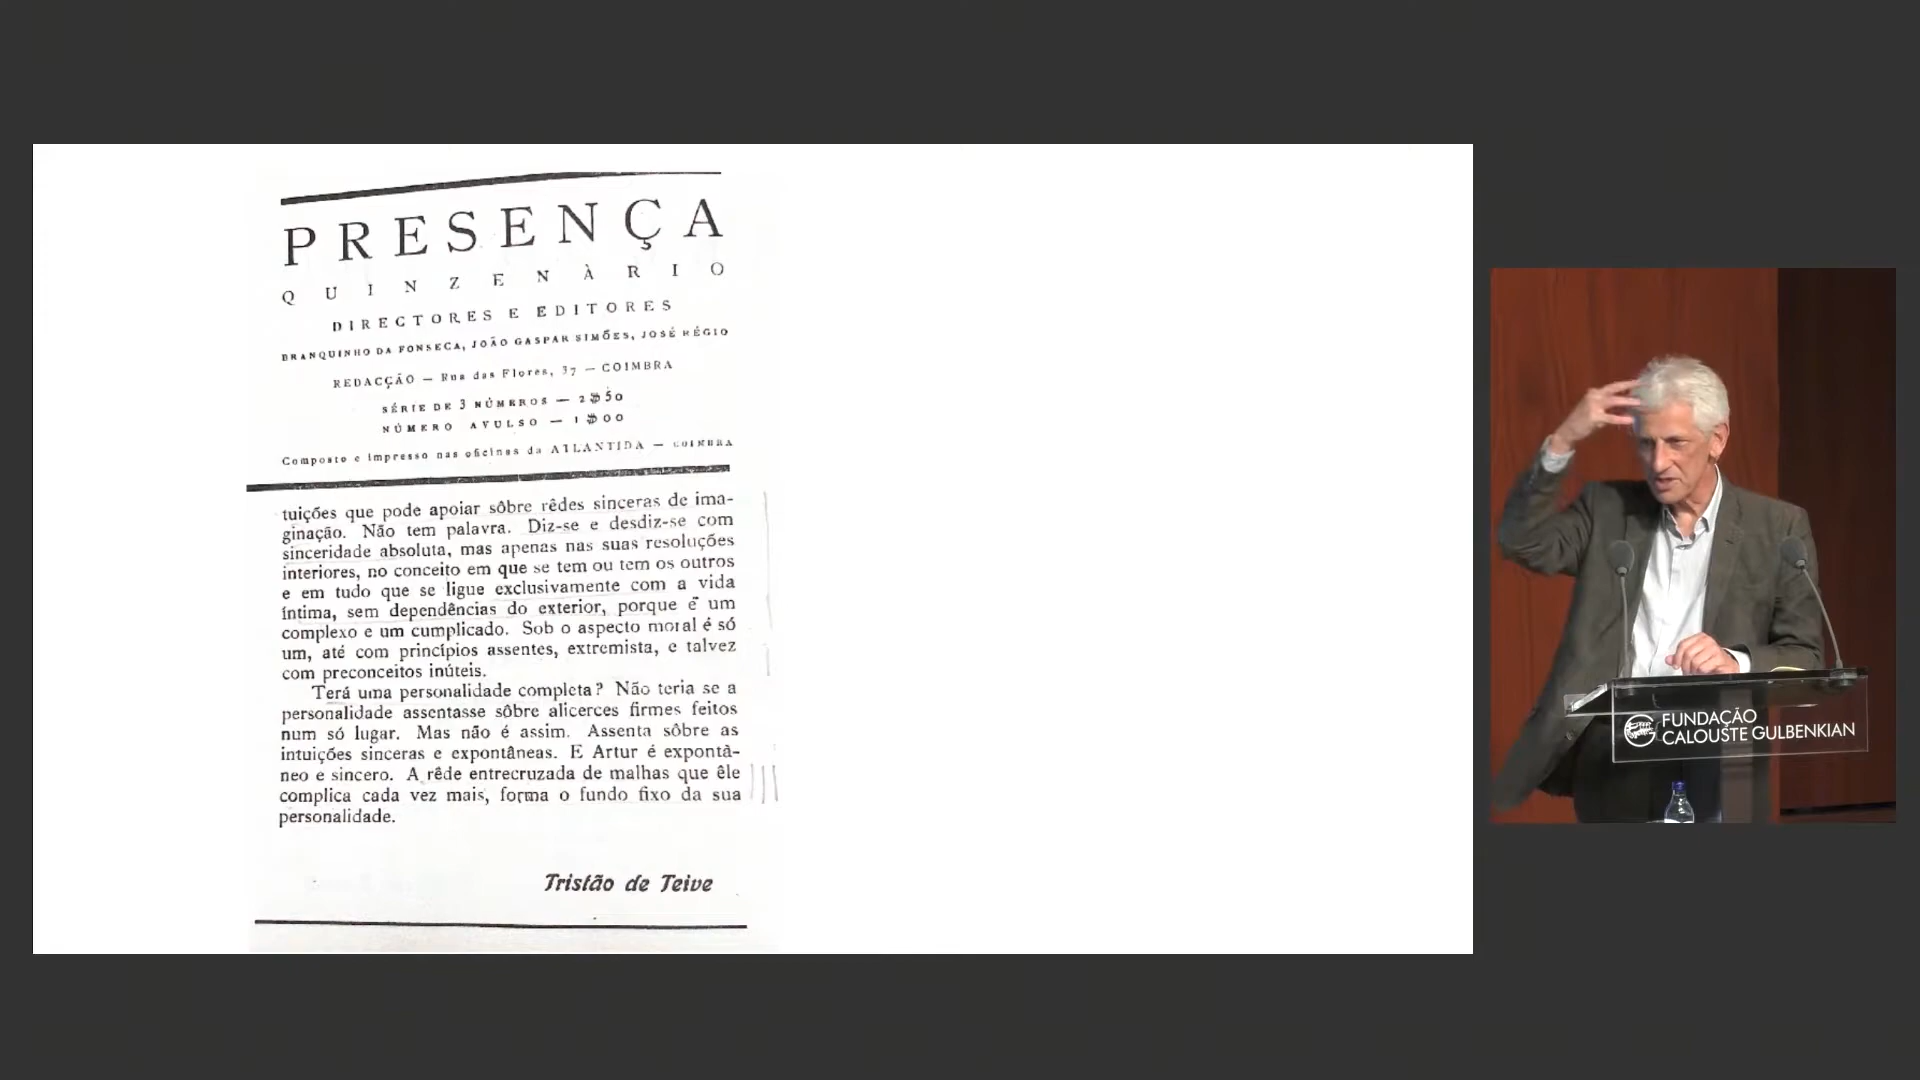 PRESENÇA
QUINZENÀRIO
DIRECTORES E EDITORES
BRANQUINHO DA FONSECA, JOÃO GASPAR SIMÕES, JOSÉ RÉGIO
REDACÇÃO — Rua das Flores, 37 — COIMBRA
SÉRIE DE 3 NÚMEROS — 2$50
NÚMERO AVULSO — 1$00
Composto e impresso nas oficinas da ATLANTIDA — COIMBRA
tuições que pode apoiar sôbre rêdes sinceras de ima-
ginação. Não tem palavra. Diz-se e desdiz-se com
sinceridade absoluta, mas apenas nas suas resoluções
interiores, no conceito em que se tem ou tem os outros
e em tudo que se ligue exclusivamente com a vida
íntima, sem dependências do exterior, porque é um
complexo e um cumplicado. Sob o aspecto moral é só
um, até com princípios assentes, extremista, e talvez
com preconceitos inúteis.
Terá uma personalidade completa? Não teria se a
personalidade assentasse sôbre alicerces firmes feitos
num só lugar. Mas não é assim. Assenta sôbre as
intuições sinceras e expontâneas. E Artur é expontâ-
neo e sincero. A rêde entrecruzada de malhas que êle
complica cada vez mais, forma o fundo fixo da sua
personalidade.
Tristão de Teive
FUNDAÇÃO
CALOUSTE GULBENKIAN